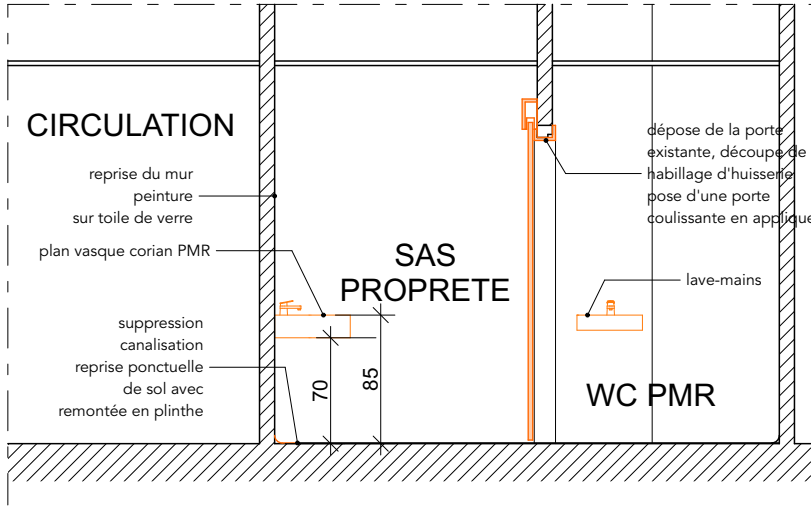 CIRCULATION
reprise du mur
peinture
sur toile de verre
plan vasque corian PMR
suppression
canalisation
reprise ponctuelle
de sol avec
remontée en plinthe
SAS
PROPRETE
70
85
dépose de la porte
existante, découpe de
habillage d'huisserie
pose d'une porte
coulissante en applique
lave-mains
WC PMR